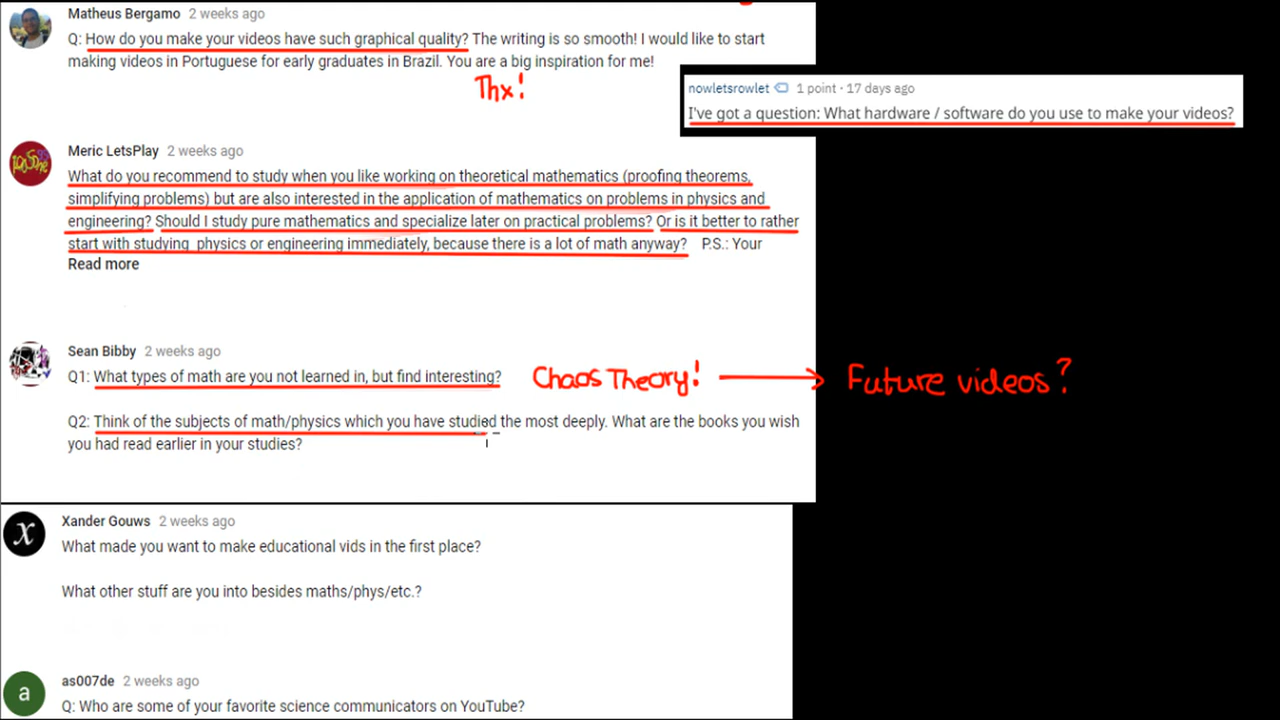 Matheus Bergamo 2 weeks ago
Q: How do you make your videos have such graphical quality? The writing is so smooth! I would like to start
making videos in Portuguese for early graduates in Brazil. You are a big inspiration for me!
Thx!
nowletsrowlet 1 point · 17 days ago
I've got a question: What hardware / software do you use to make your videos?
Meric LetsPlay 2 weeks ago
What do you recommend to study when you like working on theoretical mathematics (proofing theorems,
simplifying problems) but are also interested in the application of mathematics on problems in physics and
engineering? Should I study pure mathematics and specialize later on practical problems? Or is it better to rather
start with studying physics or engineering immediately, because there is a lot of math anyway? P.S.: Your
Read more
Sean Bibby 2 weeks ago
Q1: What types of math are you not learned in, but find interesting?
Chaos Theory! Future videos?
Q2: Think of the subjects of math/physics which you have studied the most deeply. What are the books you wish
you had read earlier in your studies?
x
Xander Gouws 2 weeks ago
What made you want to make educational vids in the first place?
What other stuff are you into besides maths/phys/etc.?
a
as007de 2 weeks ago
Q: Who are some of your favorite science communicators on YouTube?